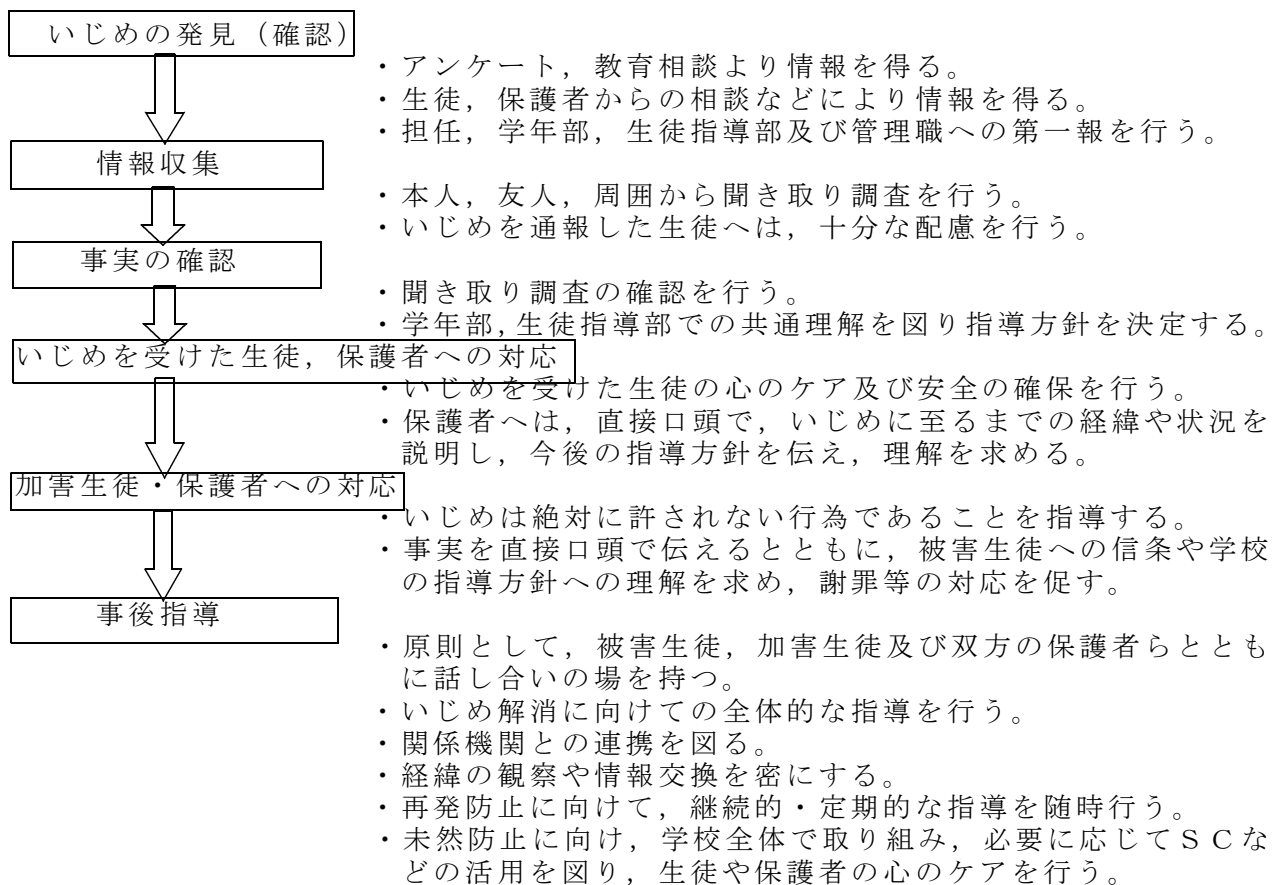 いじめの発見（確認）
・アンケート，教育相談より情報を得る。
・生徒，保護者からの相談などにより情報を得る。
・担任，学年部，生徒指導部及び管理職への第一報を行う。
情報収集
・本人，友人，周囲から聞き取り調査を行う。
・いじめを通報した生徒へは，十分な配慮を行う。
事実の確認
・聞き取り調査の確認を行う。
・学年部，生徒指導部での共通理解を図り指導方針を決定する。
いじめを受けた生徒，保護者への対応
・いじめを受けた生徒の心のケア及び安全の確保を行う。
・保護者へは，直接口頭で，いじめに至るまでの経緯や状況を
説明し，今後の指導方針を伝え，理解を求める。
加害生徒・保護者への対応
・いじめは絶対に許されない行為であることを指導する。
・事実を直接口頭で伝えるとともに，被害生徒への信条や学校
の指導方針への理解を求め，謝罪等の対応を促す。
事後指導
・原則として，被害生徒，加害生徒及び双方の保護者らととも
に話し合いの場を持つ。
・いじめ解消に向けての全体的な指導を行う。
・関係機関との連携を図る。
・経緯の観察や情報交換を密にする。
・再発防止に向けて，継続的・定期的な指導を随時行う。
・未然防止に向け，学校全体で取り組み，必要に応じてＳＣな
どの活用を図り，生徒や保護者の心のケアを行う。